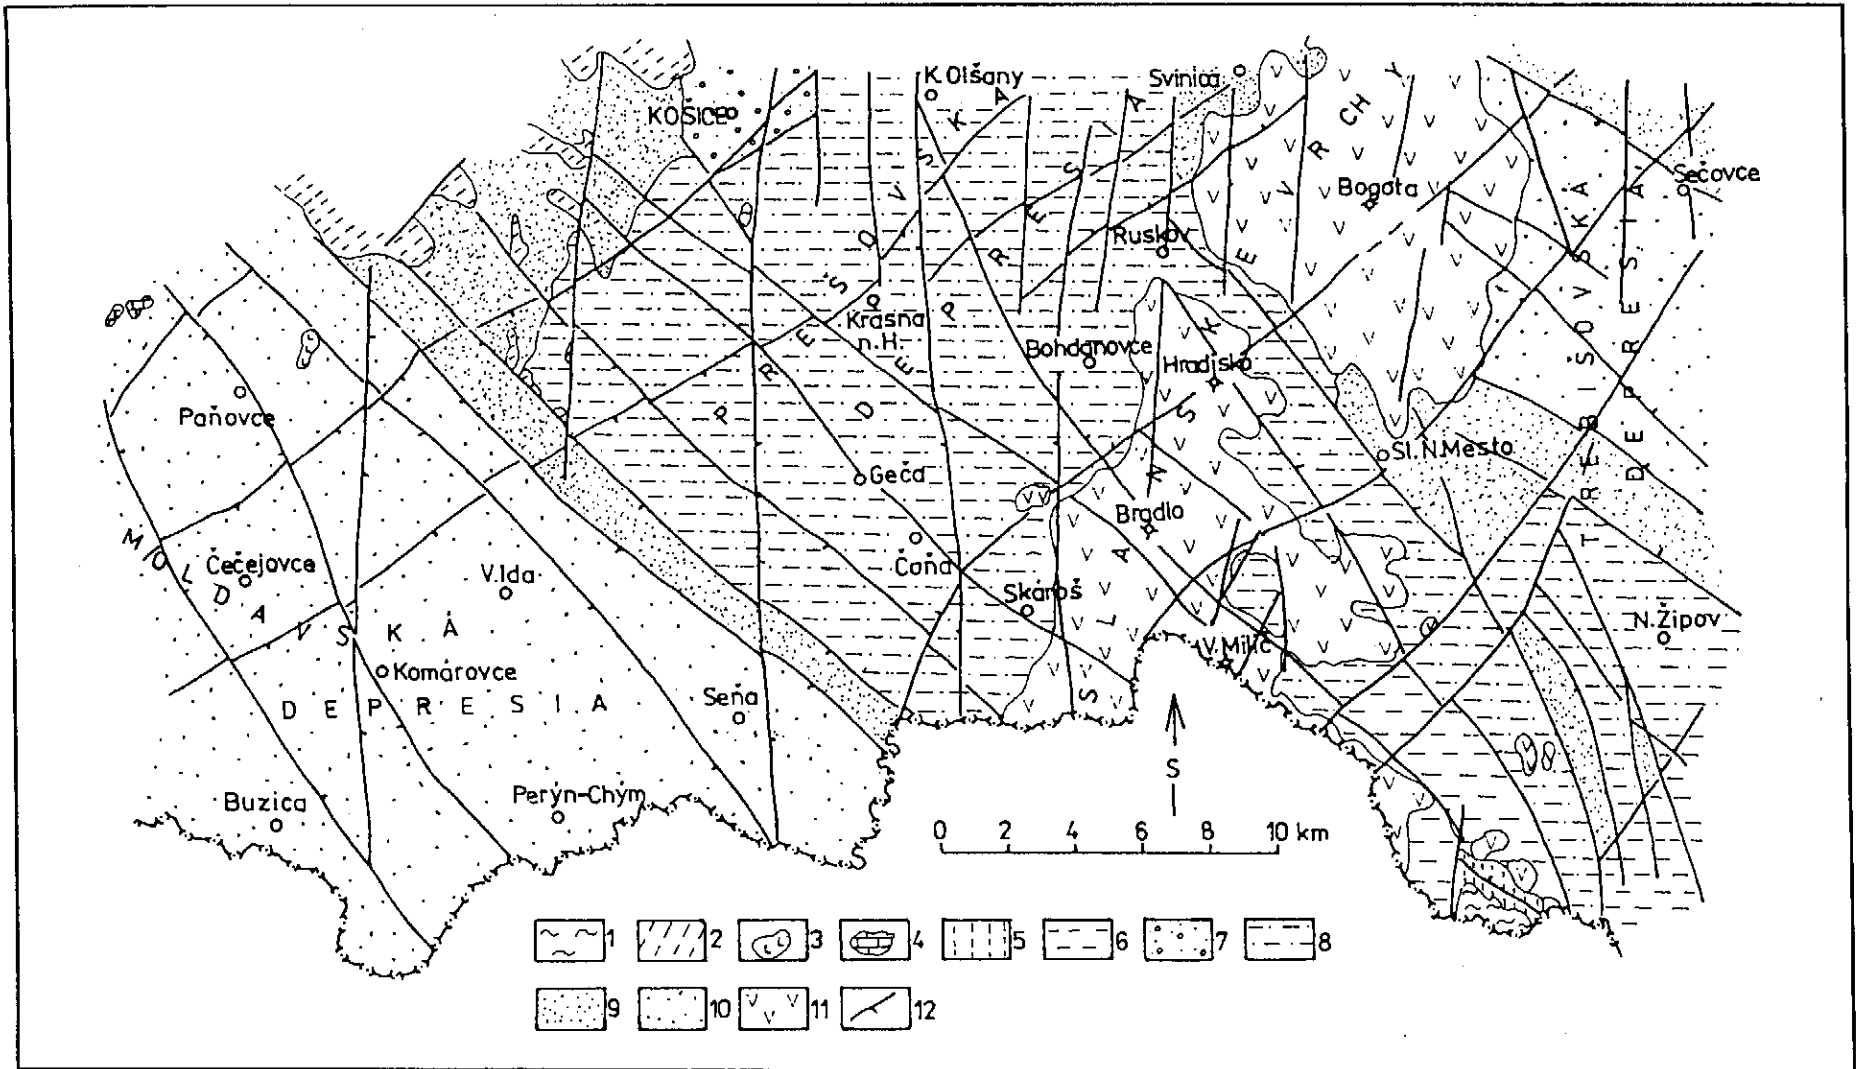 K. Olšany
Svinica
KOŠICE
Sečovce
Bogota
Ruskov
Krásna
n.H.
Bohdanovce
Hradisko
Paňovce
Sl. N. Mesto
Geča
Bradlo
Čaňa
Čečejovce
V. Ida
Skároš
N. Žipov
V. Milič
Komárovce
Seňa
Buzica
Perýn-Chým
MOLDAVSKÁ
DEPRESIA
PREŠOVSKÁ
DEPRESIA
SLANSKÉ VRCHY
TREBIŠOVSKÁ
DEPRESIA
S
0 2 4 6 8 10 km
1 2 3 4 5 6 7 8
9 10 11 12